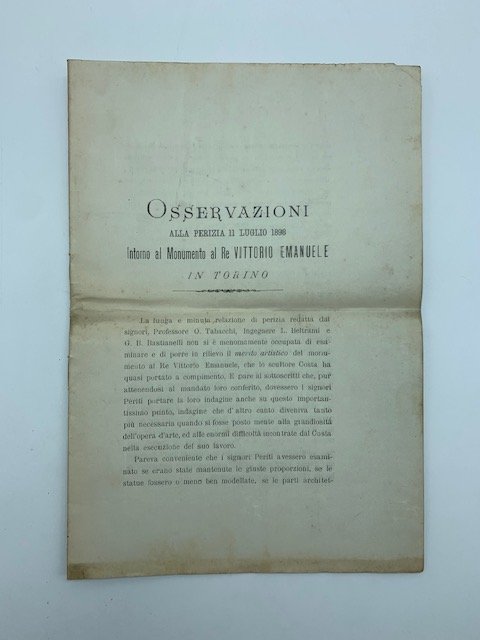 OSSERVAZIONI
ALLA PERIZIA 11 LUGLIO 1898
Intorno al Monumento al Re VITTORIO EMANUELE
IN TORINO
La lunga e minuta relazione di perizia redatta dai
signori, Professore O. Tabacchi, Ingegnere L. Beltrami e
G. B. Bastianelli non si è menomamente occupata di esa-
minare e di porre in rilievo il merito artistico del monu-
mento al Re Vittorio Emanuele, che lo scultore Costa ha
quasi portato a compimento. E pare ai sottoscritti che, pur
attenendosi al mandato loro conferito, dovessero i signori
Periti portare la loro indagine anche su questo importan-
tissimo punto, indagine che d'altro canto diveniva tanto
più necessaria quando si fosse posto mente alla grandiosità
dell'opera d'arte, ed alle enormi difficoltà incontrate dal Costa
nella esecuzione del suo lavoro.
Pareva conveniente che i signori Periti avessero esami-
nato se erano state mantenute le giuste proporzioni, se le
statue fossero o meno ben modellate, se le parti architet-